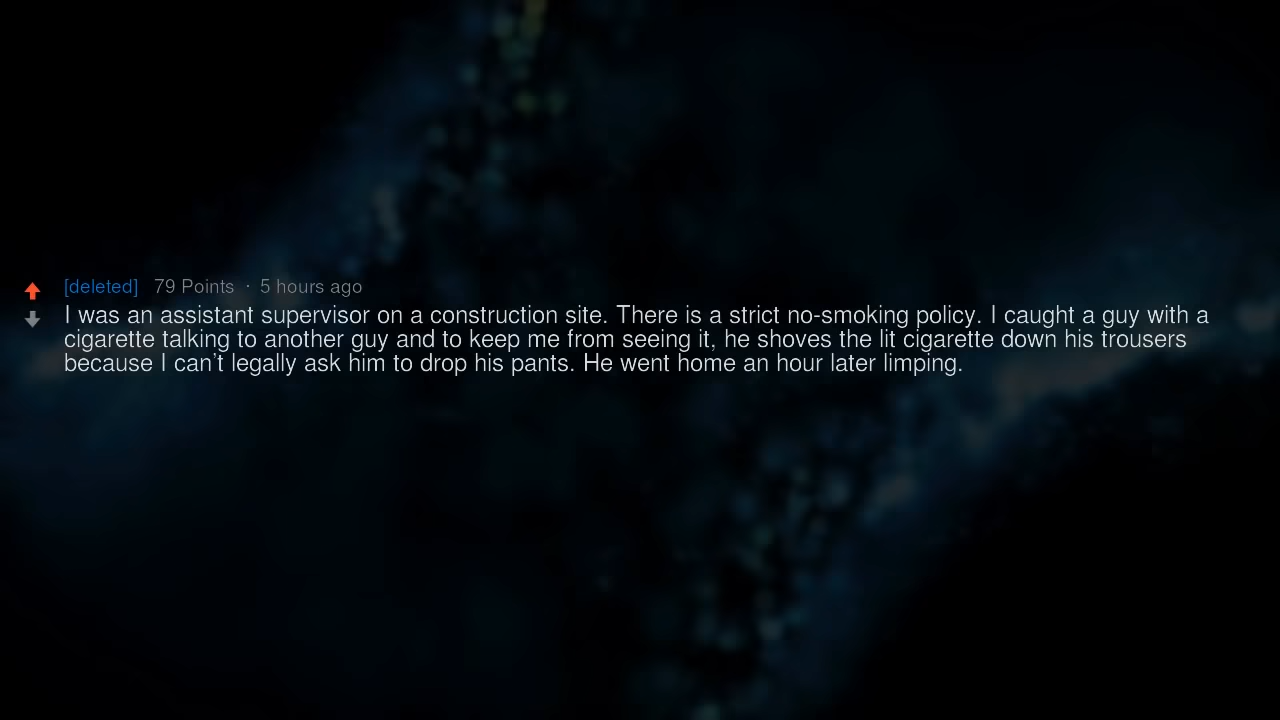 [deleted] 79 Points · 5 hours ago
I was an assistant supervisor on a construction site. There is a strict no-smoking policy. I caught a guy with a
cigarette talking to another guy and to keep me from seeing it, he shoves the lit cigarette down his trousers
because I can't legally ask him to drop his pants. He went home an hour later limping.